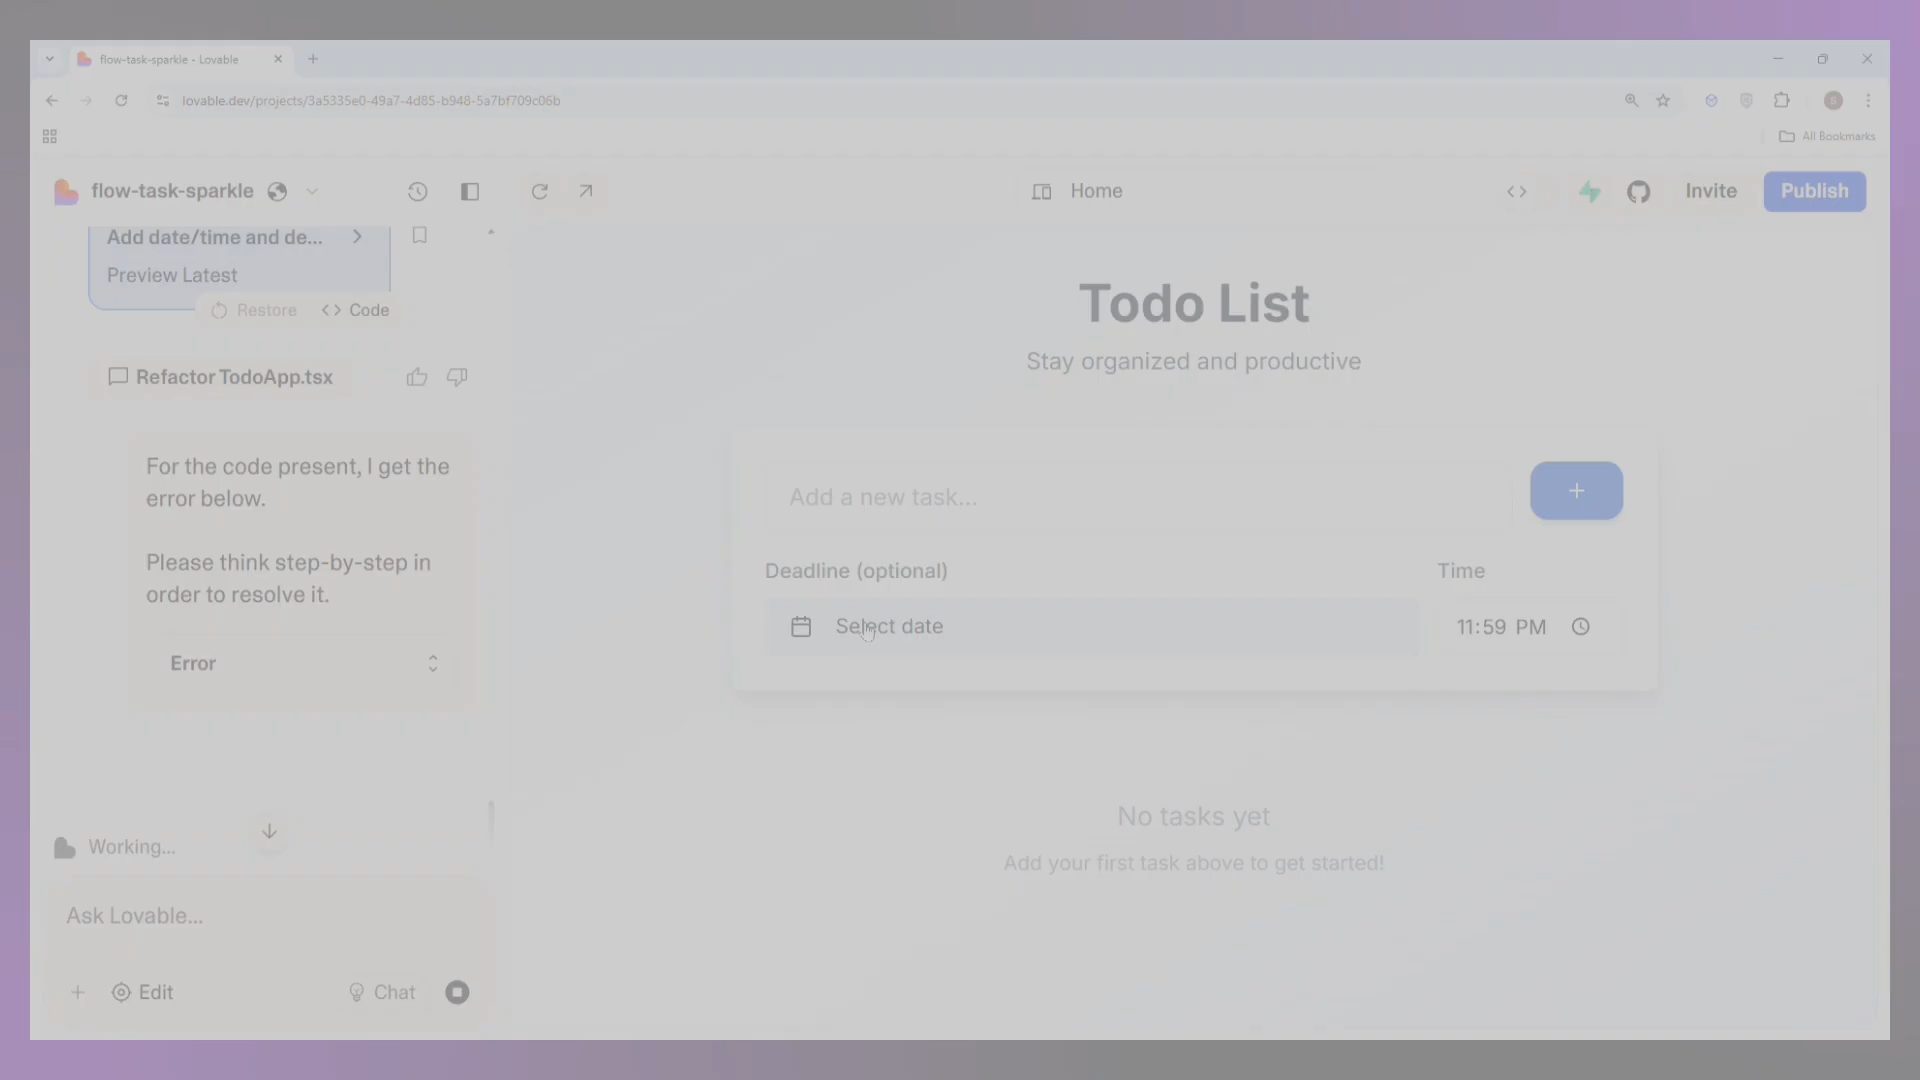 flow-task-sparkle - Lovable
lovable.dev/projects/3a5335e0-49a7-4d85-b948-5a7bf709c06b
All Bookmarks
flow-task-sparkle
Home
Invite
Publish
Add date/time and de...
Preview Latest
Restore
Code
Refactor TodoApp.tsx
For the code present, I get the
error below.
Please think step-by-step in
order to resolve it.
Error
Working...
Ask Lovable...
Edit
Chat
Todo List
Stay organized and productive
Add a new task...
Deadline (optional)
Time
Select date
11:59 PM
No tasks yet
Add your first task above to get started!